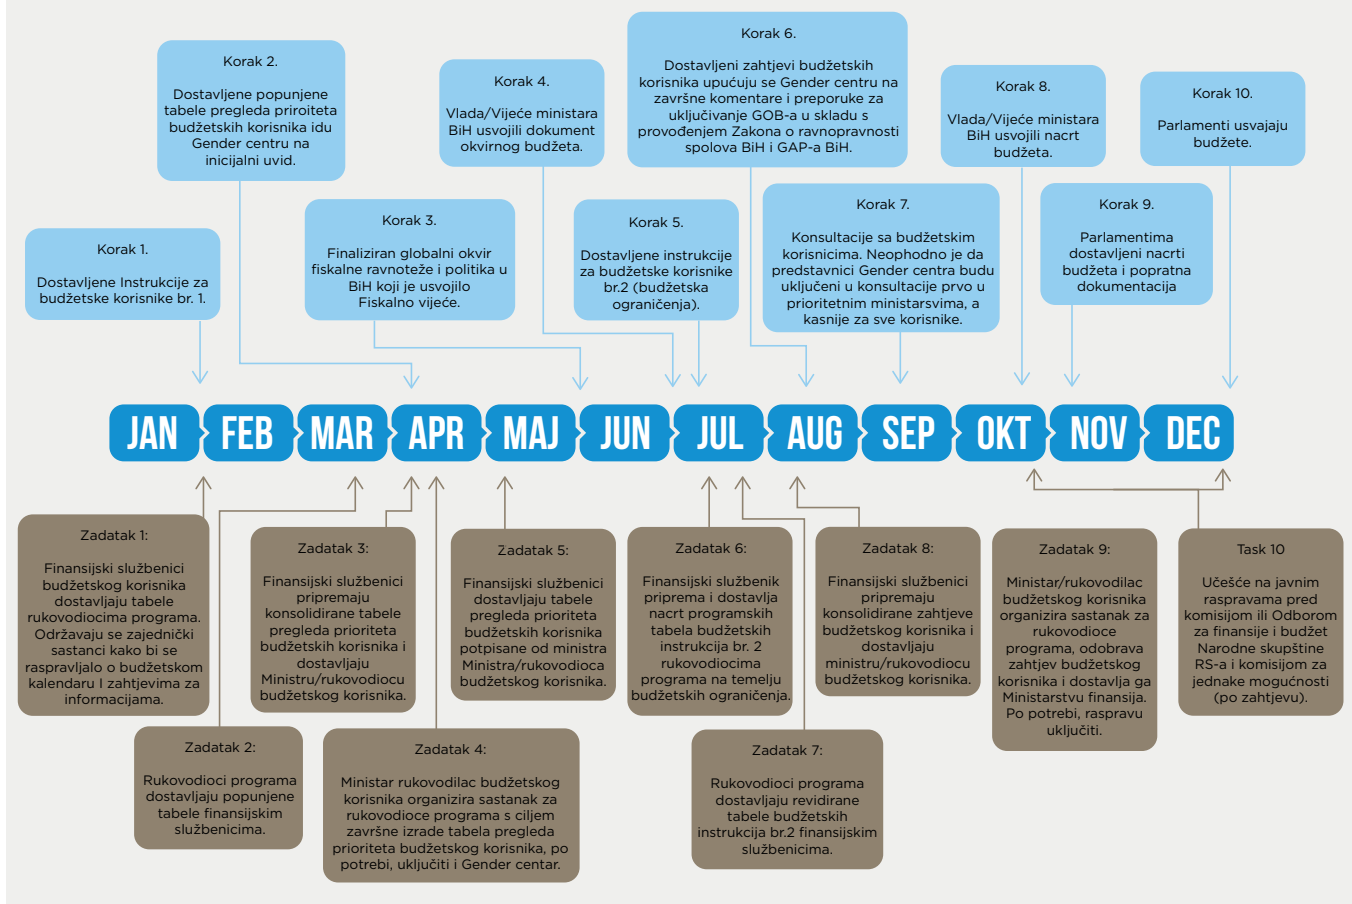 Korak 1.
Dostavljene Instrukcije za
budžetske korisnike br. 1.
Korak 2.
Dostavljene popunjene
tabele pregleda priroiteta
budžetskih korisnika idu
Gender centru na
inicijalni uvid.
Korak 3.
Finaliziran globalni okvir
fiskalne ravnoteže i politika u
BiH koji je usvojilo
Fiskalno vijeće.
Korak 4.
Vlada/Vijeće ministara
BiH usvojili dokument
okvirnog budžeta.
Korak 5.
Dostavljene instrukcije
za budžetske korisnike
br.2 (budžetska
ograničenja).
Korak 6.
Dostavljeni zahtjevi budžetskih
korisnika upućuju se Gender centru na
završne komentare i preporuke za
uključivanje GOB-a u skladu s
provođenjem Zakona o ravnopravnosti
spolova BiH i GAP-a BiH.
Korak 7.
Konsultacije sa budžetskim
korisnicima. Neophodno je da
predstavnici Gender centra budu
uključeni u konsultacije prvo u
prioritetnim ministarsvima, a
kasnije za sve korisnike.
Korak 8.
Vlada/Vijeće ministara
BiH usvojili nacrt
budžeta.
Korak 9.
Parlamentima
dostavljeni nacrti
budžeta i popratna
dokumentacija
Korak 10.
Parlamenti usvajaju
budžete.
JAN FEB MAR APR MAJ JUN JUL AUG SEP OKT NOV DEC
Zadatak 1:
Finansijski službenici
budžetskog korisnika
dostavljaju tabele
rukovodiocima programa.
Održavaju se zajednički
sastanci kako bi se
raspravljalo o budžetskom
kalendaru I zahtjevima za
informacijama.
Zadatak 2:
Rukovodioci programa
dostavljaju popunjene
tabele finansijskim
službenicima.
Zadatak 3:
Finansijski službenici
pripremaju
konsolidirane tabele
pregleda prioriteta
budžetskih korisnika i
dostavljaju
Ministru/rukovodiocu
budžetskog korisnika.
Zadatak 4:
Ministar rukovodilac budžetskog
korisnika organizira sastanak za
rukovodioce programa s ciljem
završne izrade tabela pregleda
prioriteta budžetskog korisnika, po
potrebi, uključiti i Gender centar.
Zadatak 5:
Finansijski službenici
dostavljaju tabele
pregleda prioriteta
budžetskih korisnika
potpisane od ministra
Ministra/rukovodioca
budžetskog korisnika.
Zadatak 6:
Finansijski službenik
priprema i dostavlja
nacrt programskih
tabela budžetskih
instrukcija br. 2
rukovodiocima
programa na temelju
budžetskih ograničenja.
Zadatak 7:
Rukovodioci programa
dostavljaju revidirane
tabele budžetskih
instrukcija br.2 finansijskim
službenicima.
Zadatak 8:
Finansijski službenici
pripremaju
konsolidirane zahtjeve
budžetskog korisnika i
dostavljaju
ministru/rukovodiocu
budžetskog korisnika.
Zadatak 9:
Ministar/rukovodilac
budžetskog korisnika
organizira sastanak za
rukovodioce
programa, odobrava
zahtjev budžetskog
korisnika i dostavlja ga
Ministarstvu finansija.
Po potrebi, raspravu
uključiti.
Task 10
Učešće na javnim
raspravama pred
komisijom ili Odborom
za finansije i budžet
Narodne skupštine
RS-a i komisijom za
jednake mogućnosti
(po zahtjevu).